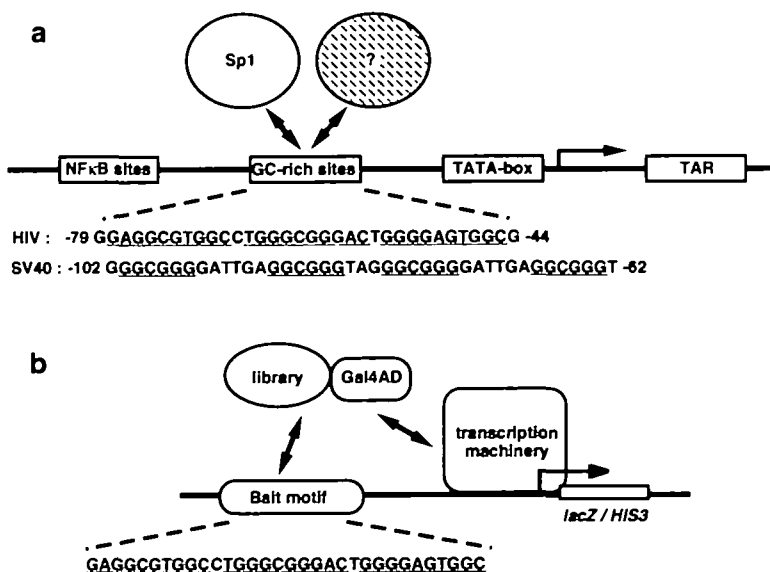 a
Sp1 ?
NFκB sites GC-rich sites TATA-box TAR
HIV : -79 GGAGGCGTGGCCTGGGCGGGACTGGGGAGTGGCG -44
SV40 : -102 GGGCGGGGATTGAGGCGGGTAGGGCGGGGATTGAGGCGGGT -62
b
library Gal4AD
transcription
machinery
Bait motif
lacZ / HIS3
GAGGCGTGGCCTGGGCGGGACTGGGGAGTGGC